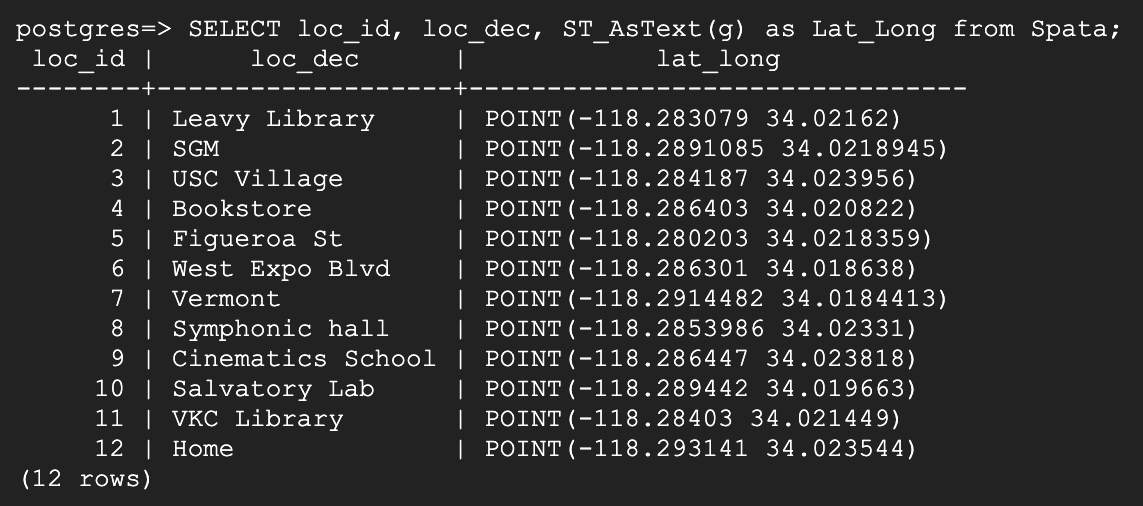 postgres=> SELECT loc_id, loc_dec, ST_AsText(g) as Lat_Long from Spata;
 loc_id |      loc_dec      |            lat_long
--------+-------------------+--------------------------------
      1 | Leavy Library     | POINT(-118.283079 34.02162)
      2 | SGM               | POINT(-118.2891085 34.0218945)
      3 | USC Village       | POINT(-118.284187 34.023956)
      4 | Bookstore         | POINT(-118.286403 34.020822)
      5 | Figueroa St       | POINT(-118.280203 34.0218359)
      6 | West Expo Blvd    | POINT(-118.286301 34.018638)
      7 | Vermont           | POINT(-118.2914482 34.0184413)
      8 | Symphonic hall    | POINT(-118.2853986 34.02331)
      9 | Cinematics School | POINT(-118.286447 34.023818)
     10 | Salvatory Lab     | POINT(-118.289442 34.019663)
     11 | VKC Library       | POINT(-118.28403 34.021449)
     12 | Home              | POINT(-118.293141 34.023544)
(12 rows)